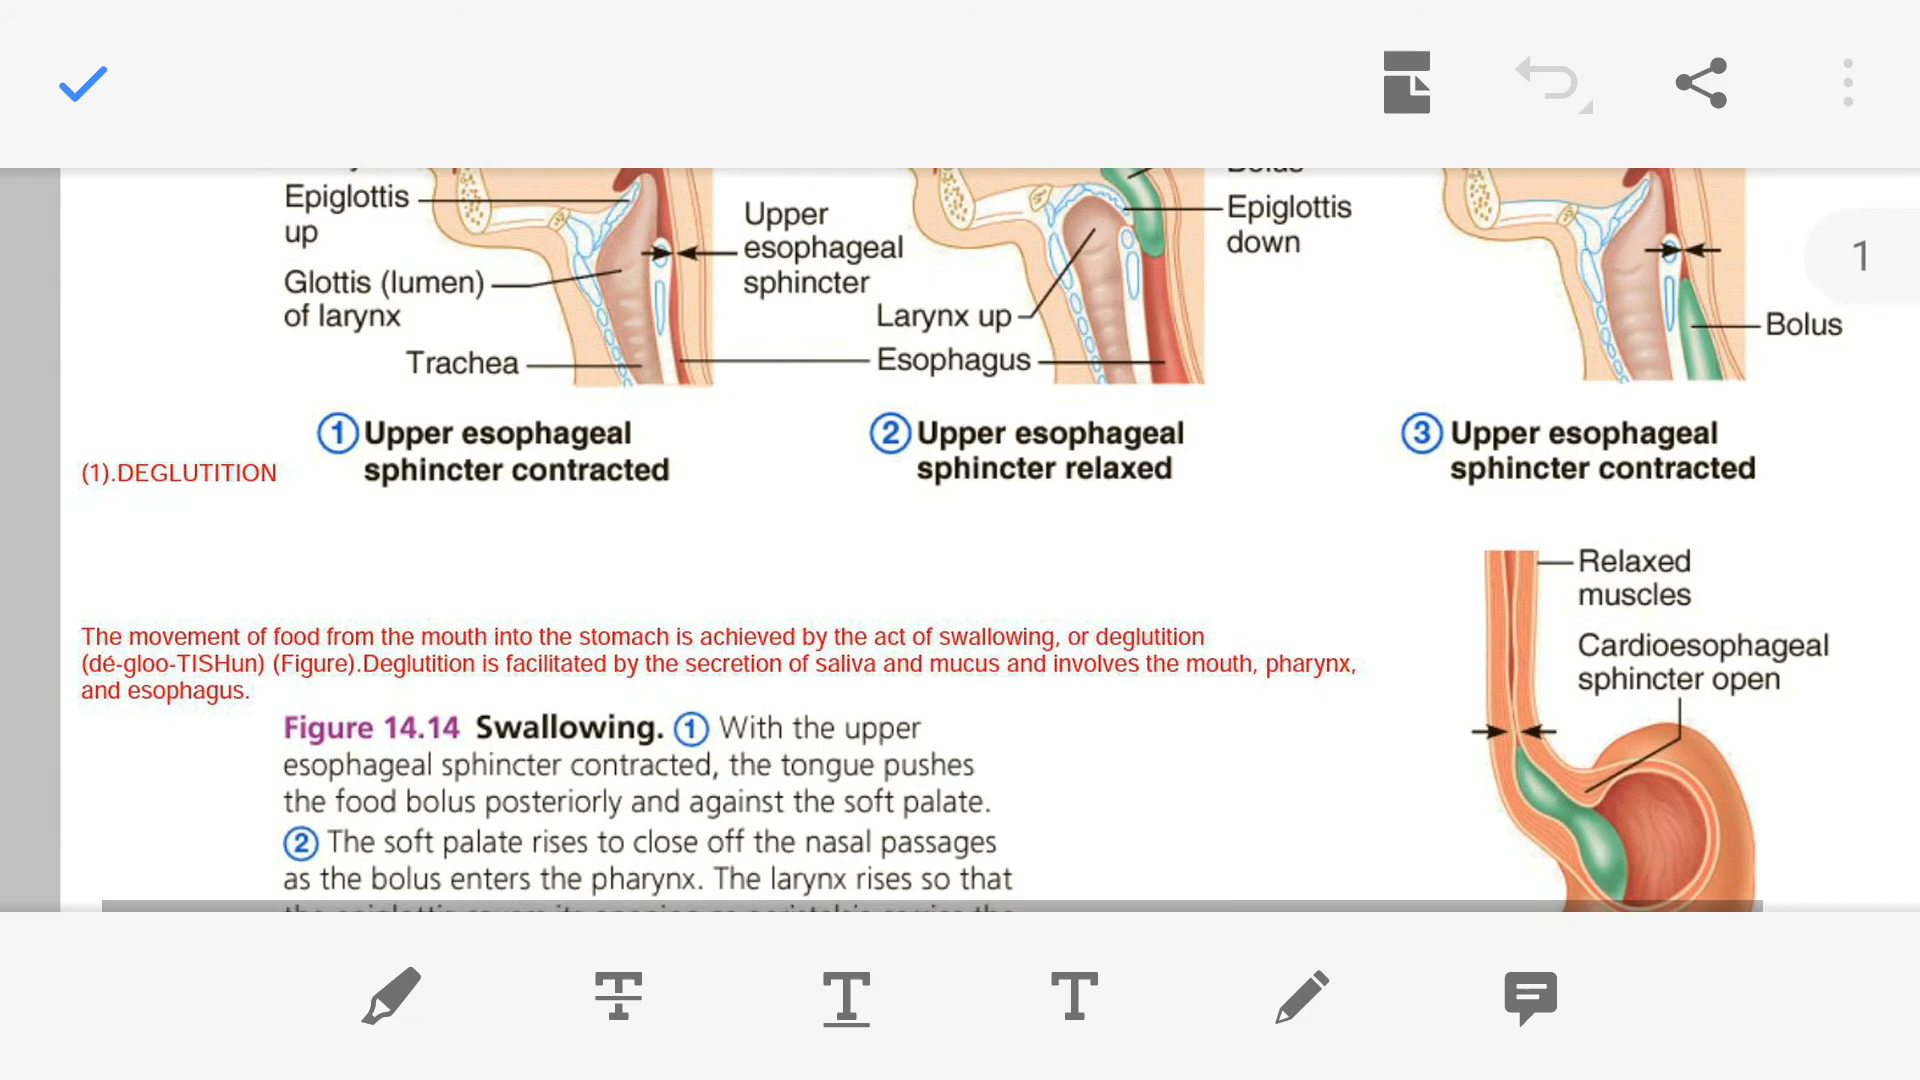 Epiglottis
up
Glottis (lumen)
of larynx
Trachea
Upper
esophageal
sphincter
Larynx up
Esophagus
Epiglottis
down
1
Bolus
1 Upper esophageal
sphincter contracted
2 Upper esophageal
sphincter relaxed
3 Upper esophageal
sphincter contracted
(1).DEGLUTITION
Relaxed
muscles
Cardioesophageal
sphincter open
The movement of food from the mouth into the stomach is achieved by the act of swallowing, or deglutition
(dé-gloo-TISHun) (Figure).Deglutition is facilitated by the secretion of saliva and mucus and involves the mouth, pharynx,
and esophagus.
Figure 14.14 Swallowing. 1 With the upper
esophageal sphincter contracted, the tongue pushes
the food bolus posteriorly and against the soft palate.
2 The soft palate rises to close off the nasal passages
as the bolus enters the pharynx. The larynx rises so that